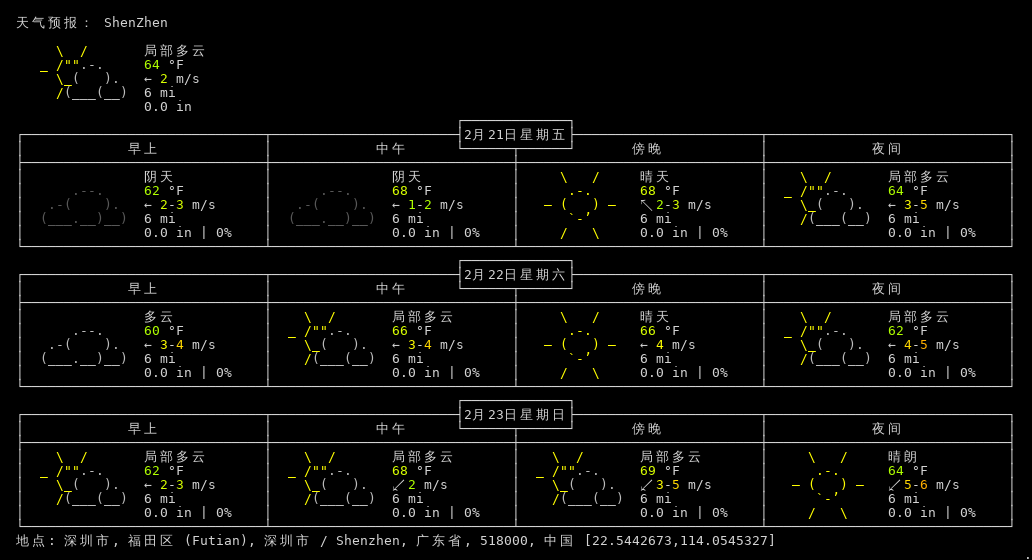 天气预报： ShenZhen
局部多云
64 °F
← 2 m/s
6 mi
0.0 in
2月21日星期五
早上 中午 傍晚 夜间
阴天 阴天 晴天 局部多云
62 °F 68 °F 68 °F 64 °F
← 2-3 m/s ← 1-2 m/s ↖ 2-3 m/s ← 3-5 m/s
6 mi 6 mi 6 mi 6 mi
0.0 in | 0% 0.0 in | 0% 0.0 in | 0% 0.0 in | 0%
2月22日星期六
早上 中午 傍晚 夜间
多云 局部多云 晴天 局部多云
60 °F 66 °F 66 °F 62 °F
← 3-4 m/s ← 3-4 m/s ← 4 m/s ← 4-5 m/s
6 mi 6 mi 6 mi 6 mi
0.0 in | 0% 0.0 in | 0% 0.0 in | 0% 0.0 in | 0%
2月23日星期日
早上 中午 傍晚 夜间
局部多云 局部多云 局部多云 晴朗
62 °F 68 °F 69 °F 64 °F
← 2-3 m/s ↙ 2 m/s ↙ 3-5 m/s ↙ 5-6 m/s
6 mi 6 mi 6 mi 6 mi
0.0 in | 0% 0.0 in | 0% 0.0 in | 0% 0.0 in | 0%
地点: 深圳市, 福田区 (Futian), 深圳市 / Shenzhen, 广东省, 518000, 中国 [22.5442673,114.0545327]